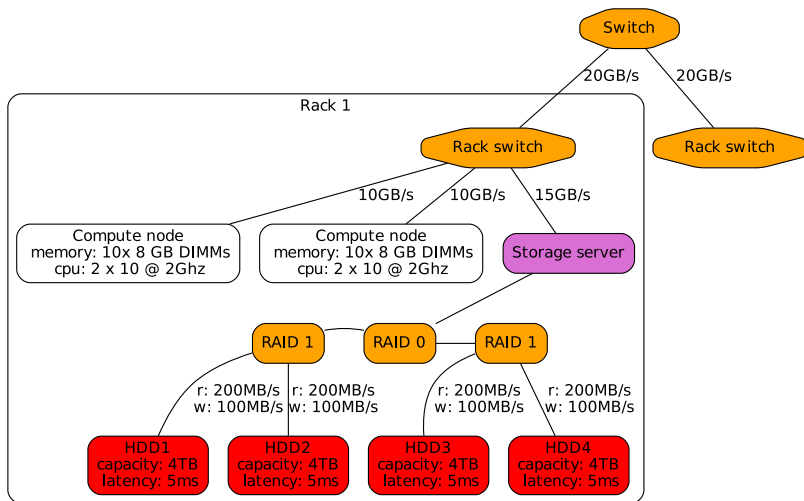 Switch
20GB/s
20GB/s
Rack 1
Rack switch
Rack switch
10GB/s
10GB/s
15GB/s
Compute node
memory: 10x 8 GB DIMMs
cpu: 2 x 10 @ 2Ghz
Compute node
memory: 10x 8 GB DIMMs
cpu: 2 x 10 @ 2Ghz
Storage server
RAID 1
RAID 0
RAID 1
r: 200MB/s
w: 100MB/s
r: 200MB/s
w: 100MB/s
r: 200MB/s
w: 100MB/s
r: 200MB/s
w: 100MB/s
HDD1
capacity: 4TB
latency: 5ms
HDD2
capacity: 4TB
latency: 5ms
HDD3
capacity: 4TB
latency: 5ms
HDD4
capacity: 4TB
latency: 5ms